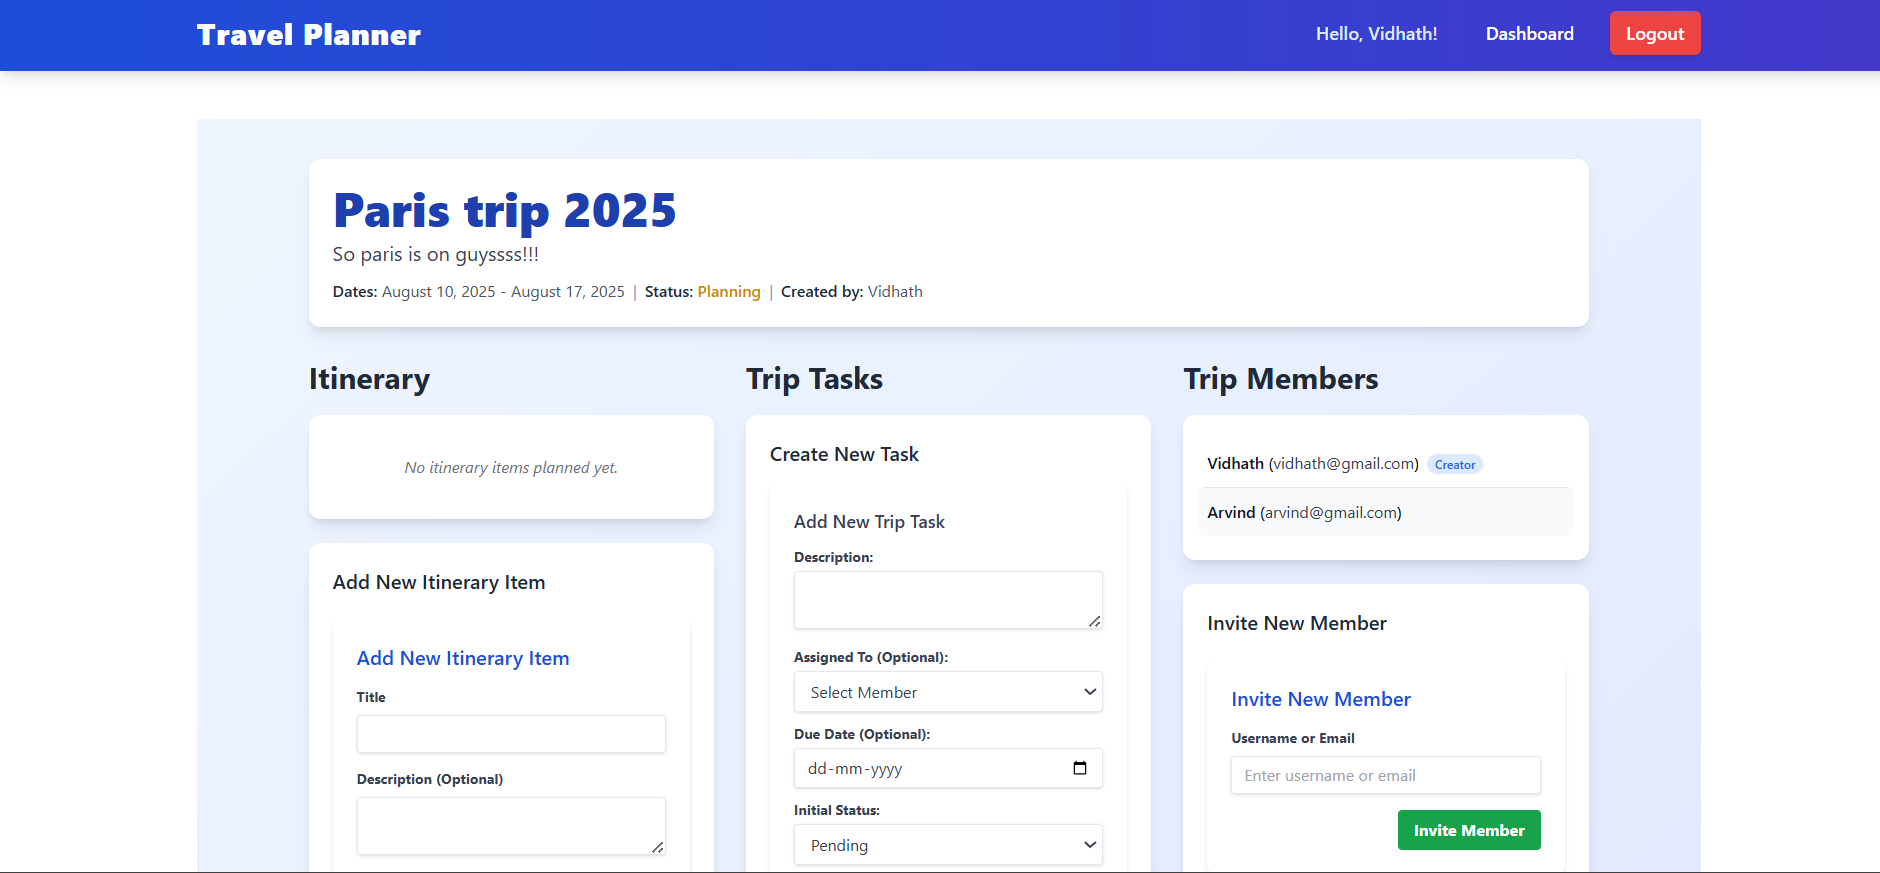 Travel Planner
Hello, Vidhath!
Dashboard
Logout
Paris trip 2025
So paris is on guyssss!!!
Dates: August 10, 2025 - August 17, 2025 | Status: Planning | Created by: Vidhath
Itinerary
No itinerary items planned yet.
Add New Itinerary Item
Add New Itinerary Item
Title
Description (Optional)
Trip Tasks
Create New Task
Add New Trip Task
Description:
Assigned To (Optional):
Select Member
Due Date (Optional):
dd-mm-yyyy
Initial Status:
Pending
Trip Members
Vidhath (vidhath@gmail.com) Creator
Arvind (arvind@gmail.com)
Invite New Member
Invite New Member
Username or Email
Enter username or email
Invite Member